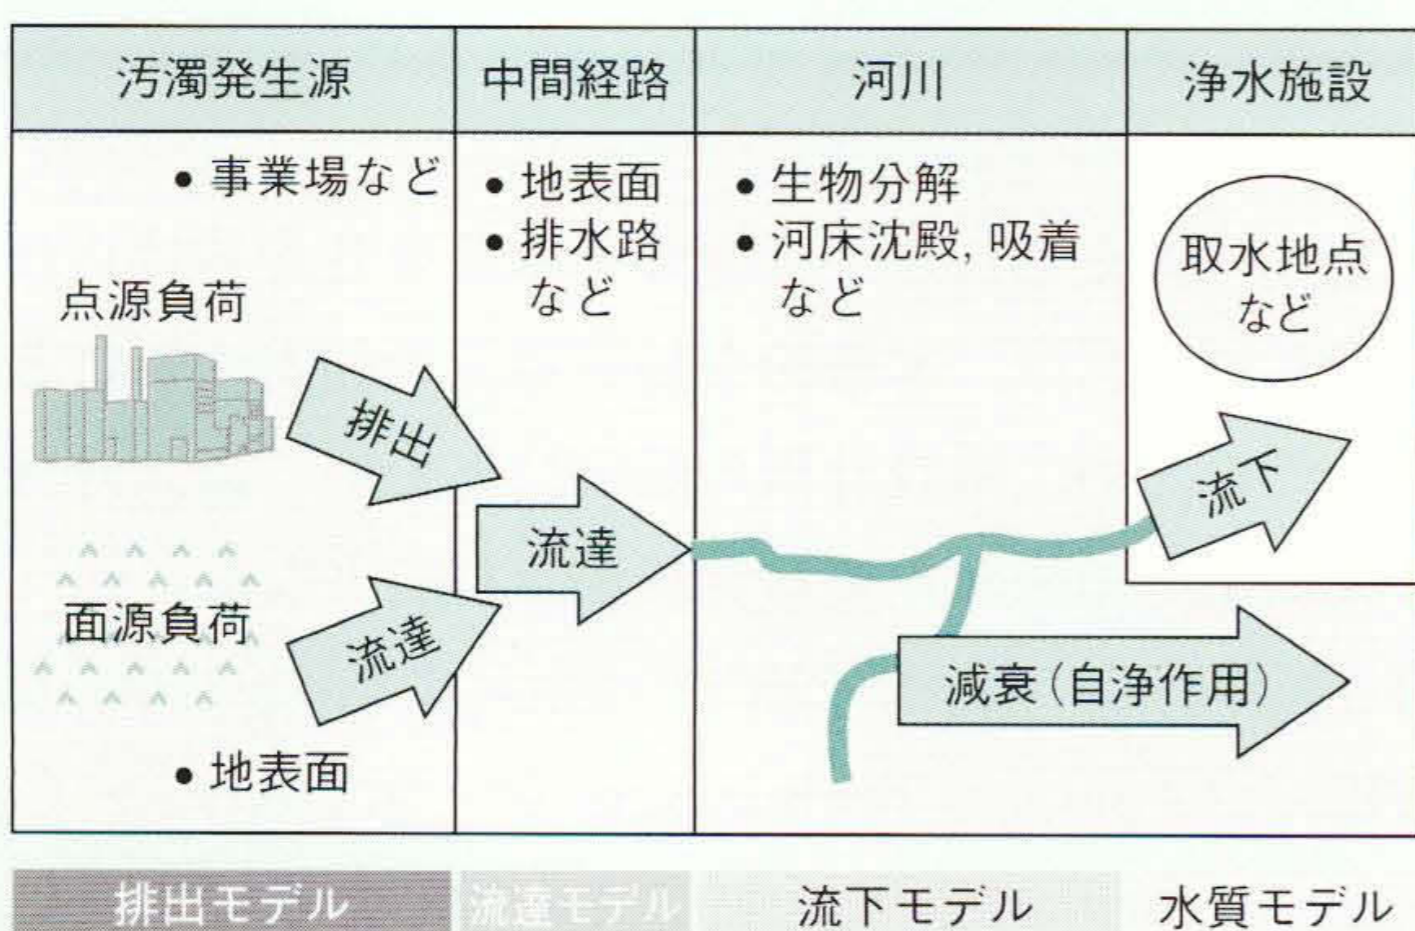 汚濁発生源
中間経路
河川
浄水施設
• 事業場など
点源負荷
排出
面源負荷
流達
• 地表面
• 地表面
• 排水路
など
流達
• 生物分解
• 河床沈殿, 吸着
など
減衰(自浄作用)
取水地点
など
流下
排出モデル
流達モデル
流下モデル
水質モデル